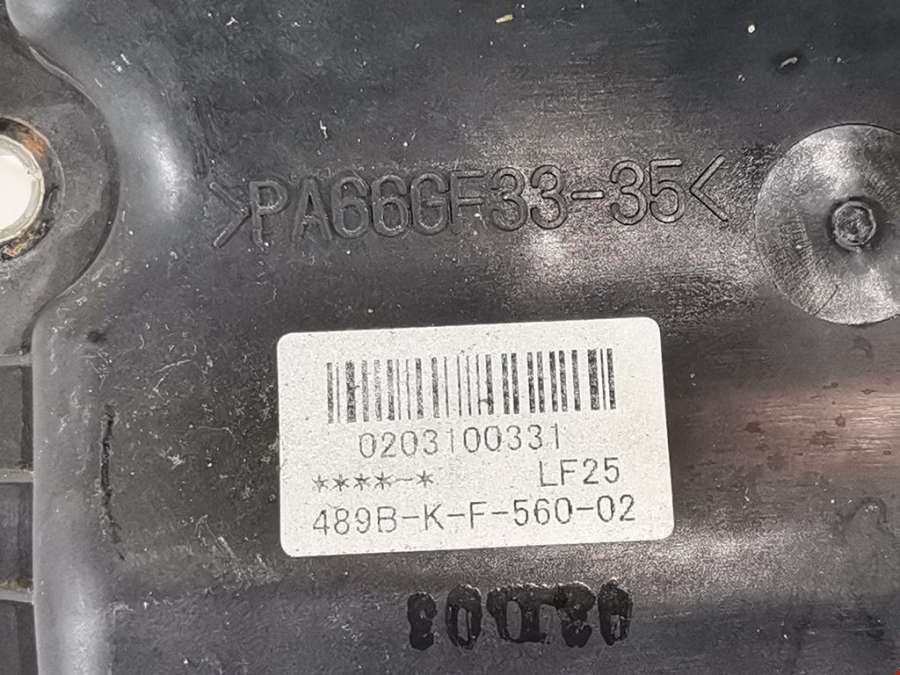 >PA66GF33-35<
0203100331
****-* LF25
489B-K-F-560-02